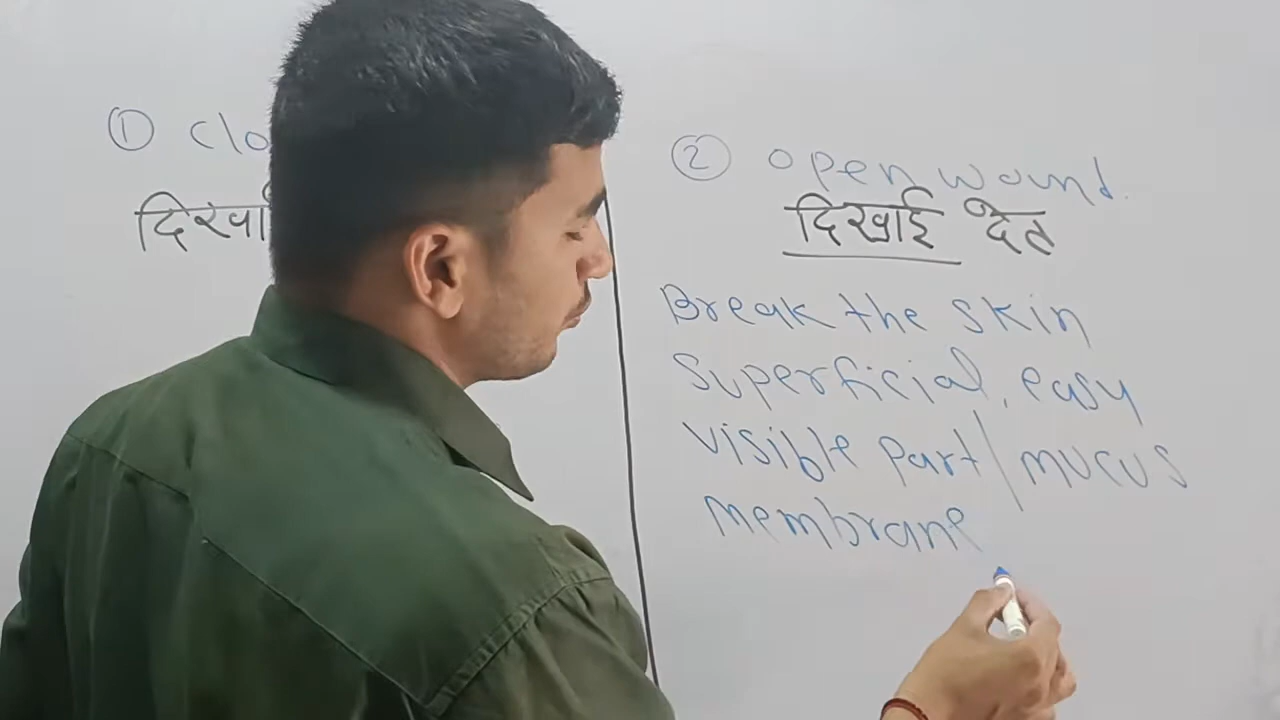 ① Clo
दिखा
② open wound.
दिखाई देत
Break the skin
superficial, easy
visible part/mucus
membrane